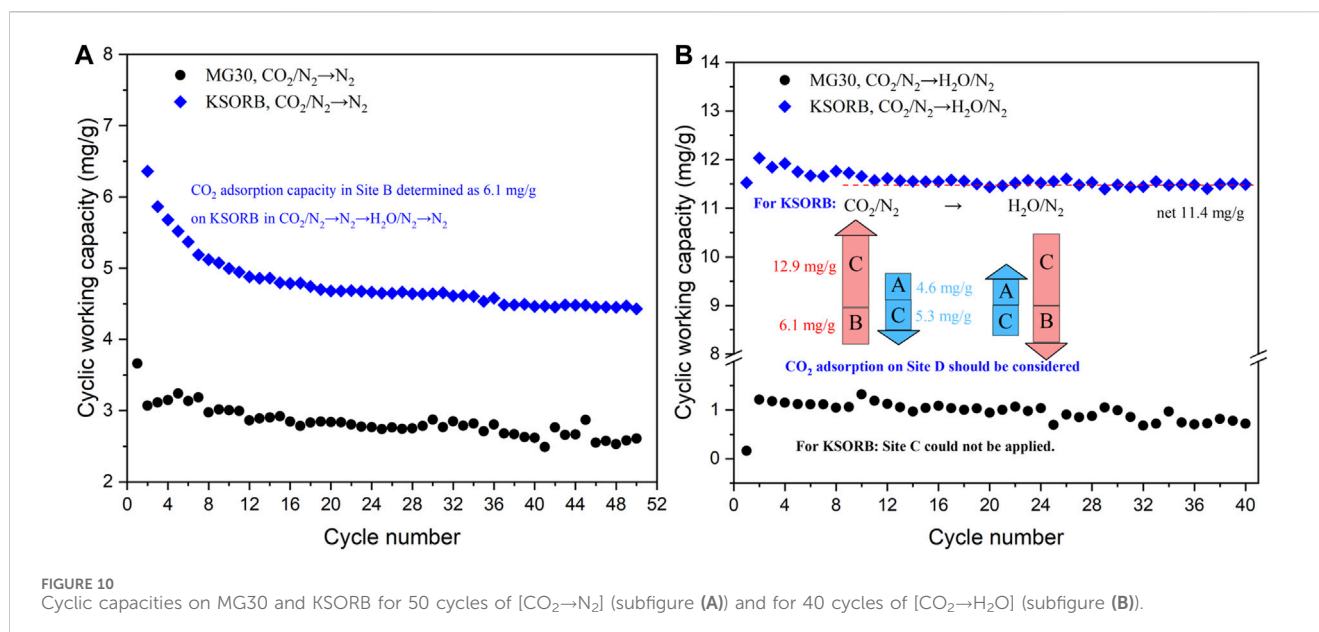 A
8
7
6
5
4
3
2
Cyclic working capacity (mg/g)
MG30, CO₂/N₂→N₂
KSORB, CO₂/N₂→N₂
CO₂ adsorption capacity in Site B determined as 6.1 mg/g
on KSORB in CO₂/N₂→N₂→H₂O/N₂→N₂
0 4 8 12 16 20 24 28 32 36 40 44 48 52
Cycle number
B
14
13
12
11
10
9
8
1
0
Cyclic working capacity (mg/g)
MG30, CO₂/N₂→H₂O/N₂
KSORB, CO₂/N₂→H₂O/N₂
For KSORB: CO₂/N₂ → H₂O/N₂
net 11.4 mg/g
12.9 mg/g
C
A
4.6 mg/g
A
C
6.1 mg/g
B
C
5.3 mg/g
C
B
CO₂ adsorption on Site D should be considered
For KSORB: Site C could not be applied.
0 4 8 12 16 20 24 28 32 36 40
Cycle number
FIGURE 10
Cyclic capacities on MG30 and KSORB for 50 cycles of [CO₂→N₂] (subfigure (A)) and for 40 cycles of [CO₂→H₂O] (subfigure (B)).